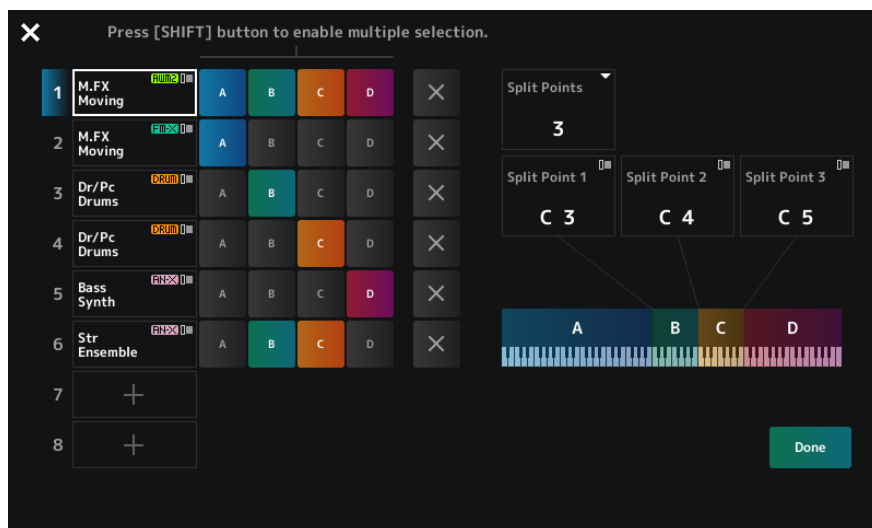 Press [SHIFT] button to enable multiple selection.
1 M.FX Moving AWM2 A B C D
2 M.FX Moving FM-X A B C D
3 Dr/Pc Drums DRUM A B C D
4 Dr/Pc Drums DRUM A B C D
5 Bass Synth AN-X A B C D
6 Str Ensemble AN-X A B C D
7
8
Split Points
3
Split Point 1 Split Point 2 Split Point 3
C 3 C 4 C 5
A B C D
Done